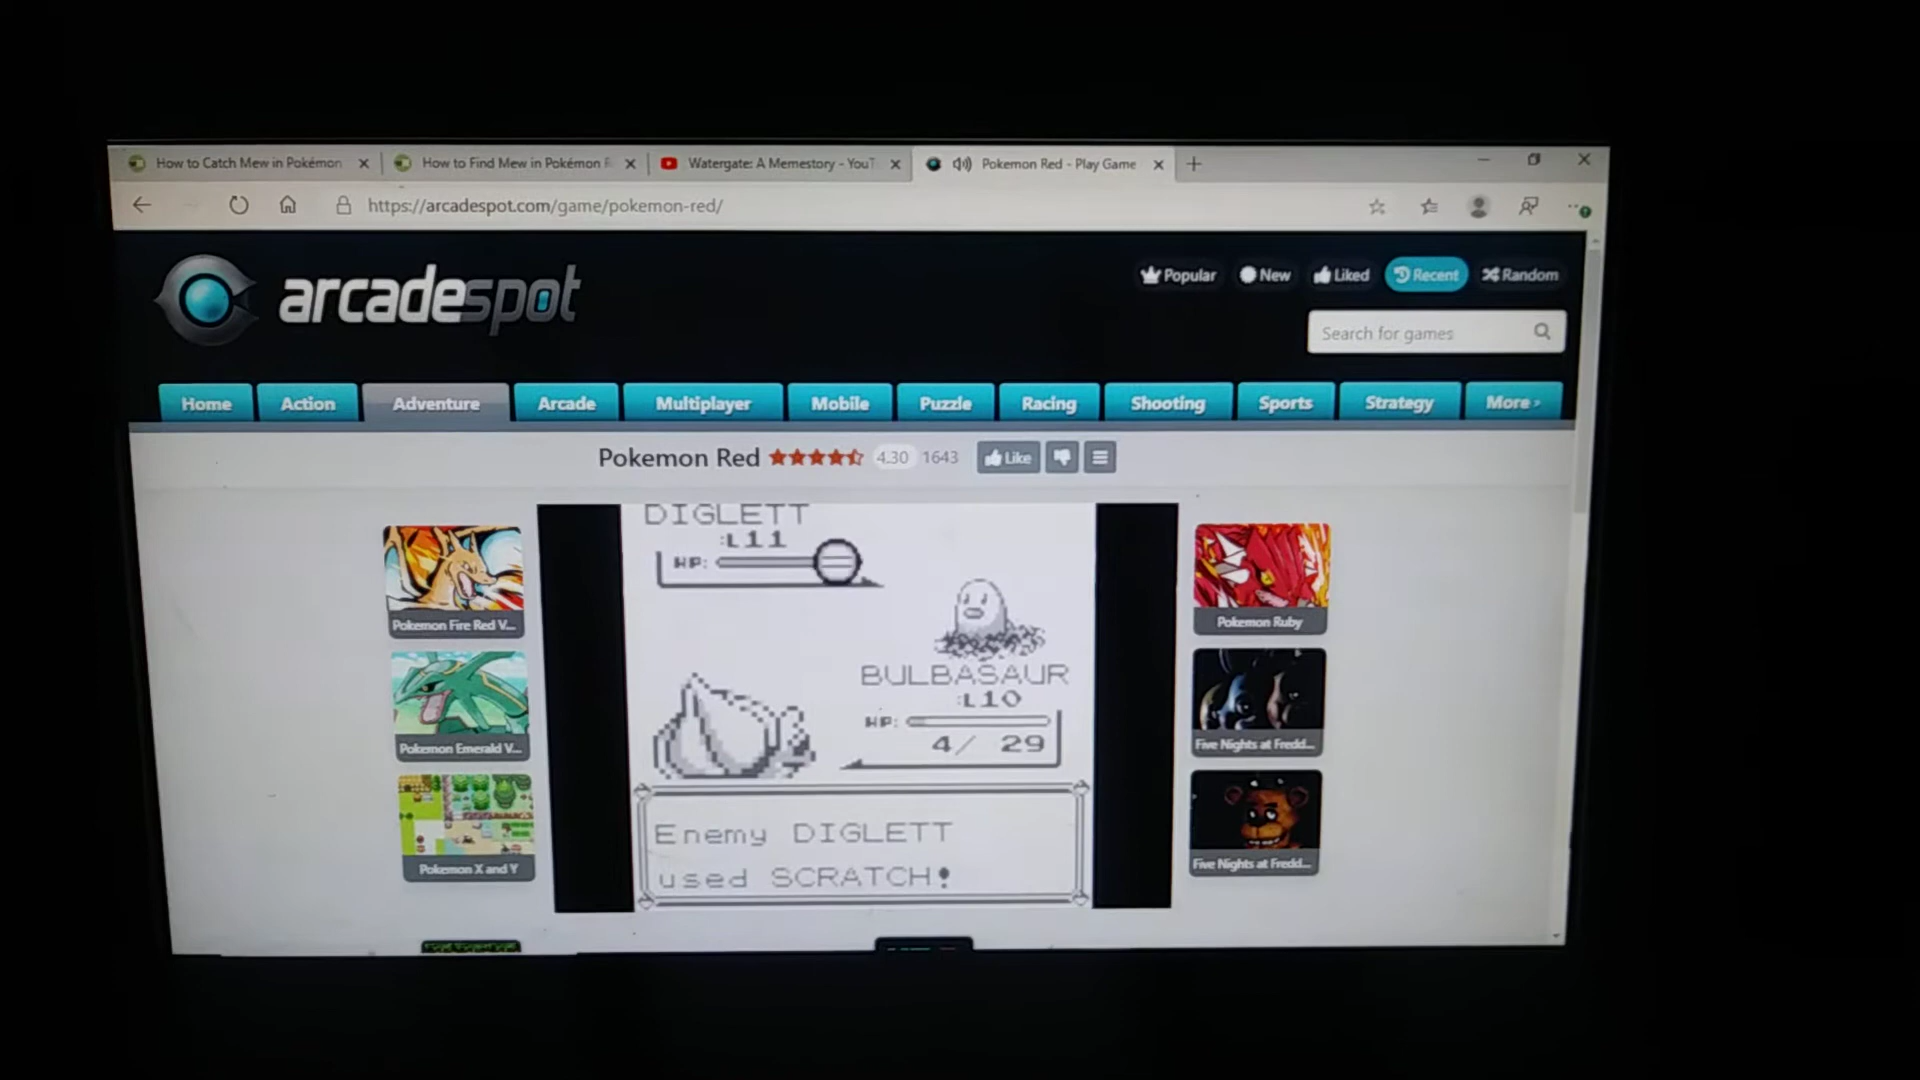 How to Catch Mew in Pokémon
How to Find Mew in Pokémon F
Watergate: A Memestory - YouT
Pokemon Red - Play Game
https://arcadespot.com/game/pokemon-red/
arcadespot
Popular
New
Liked
Recent
Random
Search for games
Home
Action
Adventure
Arcade
Multiplayer
Mobile
Puzzle
Racing
Shooting
Sports
Strategy
More
Pokemon Red 4.30 1643 Like
Pokemon Fire Red V...
Pokemon Emerald V...
Pokemon X and Y
DIGLETT
:L11
HP:
BULBASAUR
:L10
HP:
4/ 29
Enemy DIGLETT
used SCRATCH!
Pokemon Ruby
Five Nights at Fredd...
Five Nights at Fredd...